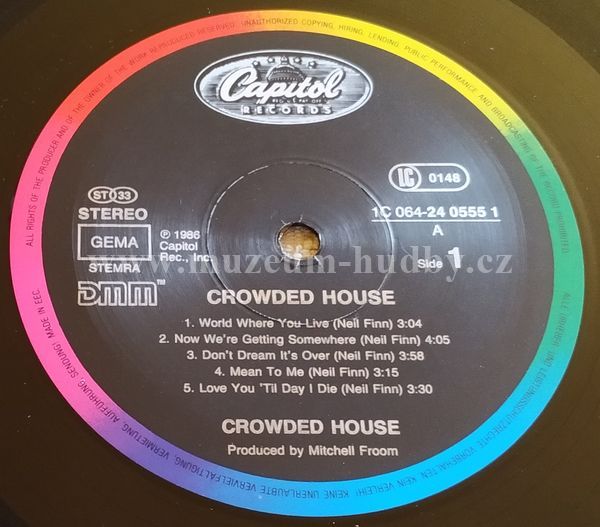 ALL RIGHTS OF THE PRODUCER AND OF THE OWNER OF THE WORK REPRODUCED RESERVED. UNAUTHORIZED COPYING, HIRING, LENDING, PUBLIC PERFORMANCE AND BROADCASTING OF THIS RECORD PROHIBITED.
Capitol
RECORDS
ST 33
STEREO
GEMA
STEMRA
DMM™
℗ 1986
Capitol
Rec., Inc.
LC 0148
1C 064-24 0555 1
A
Side 1
www.muzeum-hudby.cz
CROWDED HOUSE
1. World Where You Live (Neil Finn) 3:04
2. Now We're Getting Somewhere (Neil Finn) 4:05
3. Don't Dream It's Over (Neil Finn) 3:58
4. Mean To Me (Neil Finn) 3:15
5. Love You 'Til Day I Die (Neil Finn) 3:30
CROWDED HOUSE
Produced by Mitchell Froom
ALLE URHEBER- UND LEISTUNGSSCHUTZRECHTE VORBEHALTEN. KEIN VERLEIH! KEINE UNERLAUBTE VERVIELFÄLTIGUNG, VERMIETUNG, AUFFÜHRUNG, SENDUNG! MADE IN EEC.